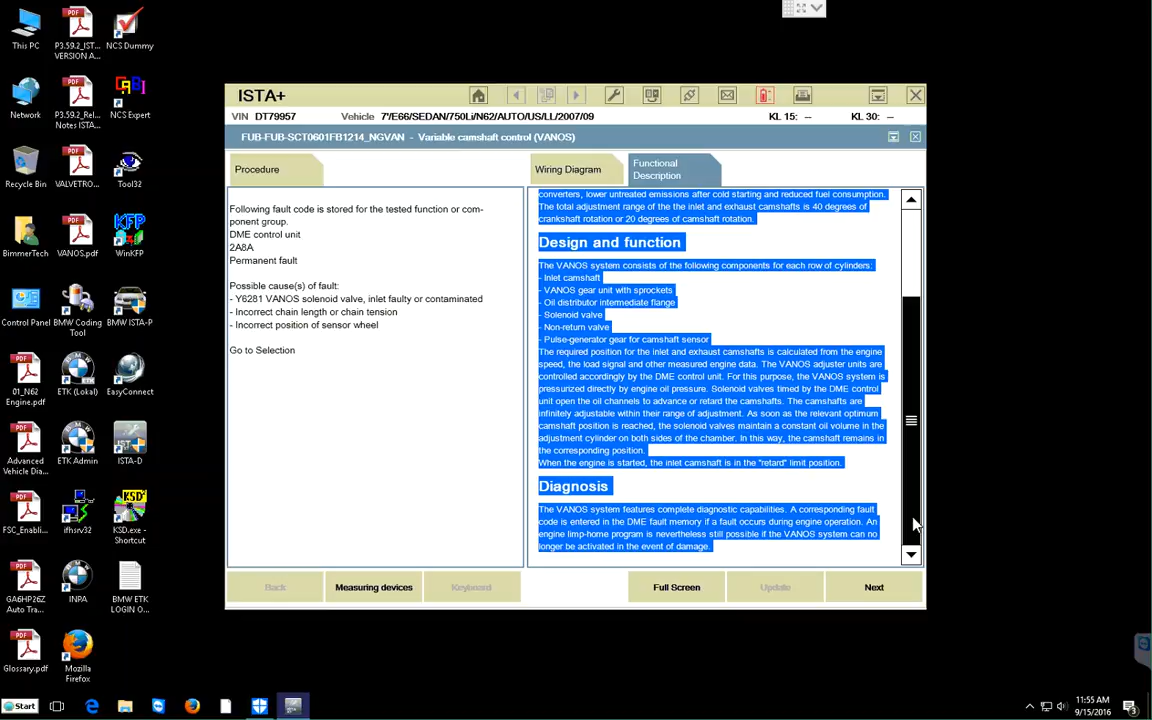 This PC
P3.59.2_IST...
VERSION A...
NCS Dummy
Network
P3.59.2_Rel...
Notes ISTA...
NCS Expert
Recycle Bin
VALVETRO...
Tool32
BimmerTech
VANOS.pdf
WinKFP
Control Panel
BMW Coding
Tool
BMW ISTA-P
01_N62
Engine.pdf
ETK (Lokal)
EasyConnect
Advanced
Vehicle Dia...
ETK Admin
ISTA-D
FSC_Enabli...
ifhsrv32
KSD.exe -
Shortcut
GA6HP26Z
Auto Tra...
INPA
BMW ETK
LOGIN O...
Glossary.pdf
Mozilla
Firefox
ISTA+
VIN DT79957 Vehicle 7'/E66/SEDAN/750Li/N62/AUTO/US/LL/2007/09 KL 15: -- KL 30: --
FUB-FUB-SCT0601FB1214_NGVAN - Variable camshaft control (VANOS)
Procedure
Wiring Diagram
Functional
Description
Following fault code is stored for the tested function or com-
ponent group.
DME control unit
2A8A
Permanent fault
Possible cause(s) of fault:
- Y6281 VANOS solenoid valve, inlet faulty or contaminated
- Incorrect chain length or chain tension
- Incorrect position of sensor wheel
Go to Selection
converters, lower untreated emissions after cold starting and reduced fuel consumption.
The total adjustment range of the the inlet and exhaust camshafts is 40 degrees of
crankshaft rotation or 20 degrees of camshaft rotation.
Design and function
The VANOS system consists of the following components for each row of cylinders:
- Inlet camshaft
- VANOS gear unit with sprockets
- Oil distributor intermediate flange
- Solenoid valve
- Non-return valve
- Pulse-generator gear for camshaft sensor
The required position for the inlet and exhaust camshafts is calculated from the engine
speed, the load signal and other measured engine data. The VANOS adjuster units are
controlled accordingly by the DME control unit. For this purpose, the VANOS system is
pressurized directly by engine oil pressure. Solenoid valves timed by the DME control
unit open the oil channels to advance or retard the camshafts. The camshafts are
infinitely adjustable within their range of adjustment. As soon as the relevant optimum
camshaft position is reached, the solenoid valves maintain a constant oil volume in the
adjustment cylinder on both sides of the chamber. In this way, the camshaft remains in
the corresponding position.
When the engine is started, the inlet camshaft is in the "retard" limit position.
Diagnosis
The VANOS system features complete diagnostic capabilities. A corresponding fault
code is entered in the DME fault memory if a fault occurs during engine operation. An
engine limp-home program is nevertheless still possible if the VANOS system can no
longer be activated in the event of damage.
Back
Measuring devices
Keyboard
Full Screen
Update
Next
Start
11:55 AM
9/15/2016